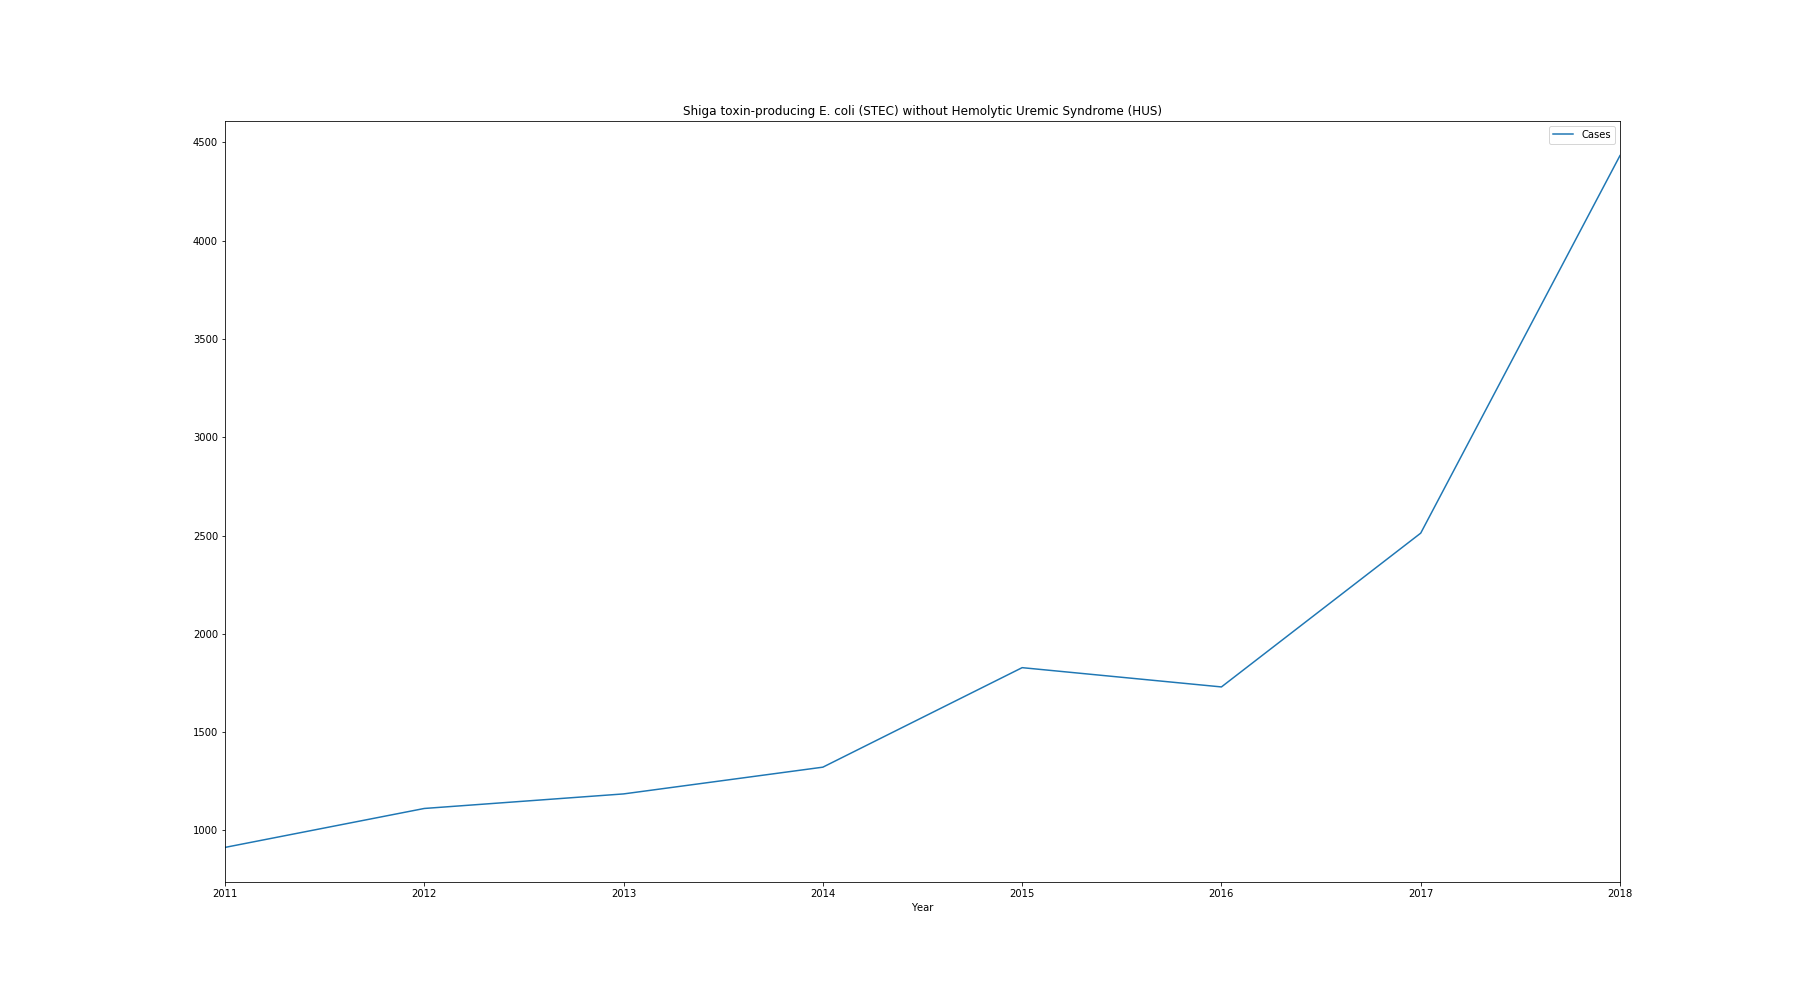 Shiga toxin-producing E. coli (STEC) without Hemolytic Uremic Syndrome (HUS)
Cases
4500
4000
3500
3000
2500
2000
1500
1000
2011 2012 2013 2014 2015 2016 2017 2018
Year